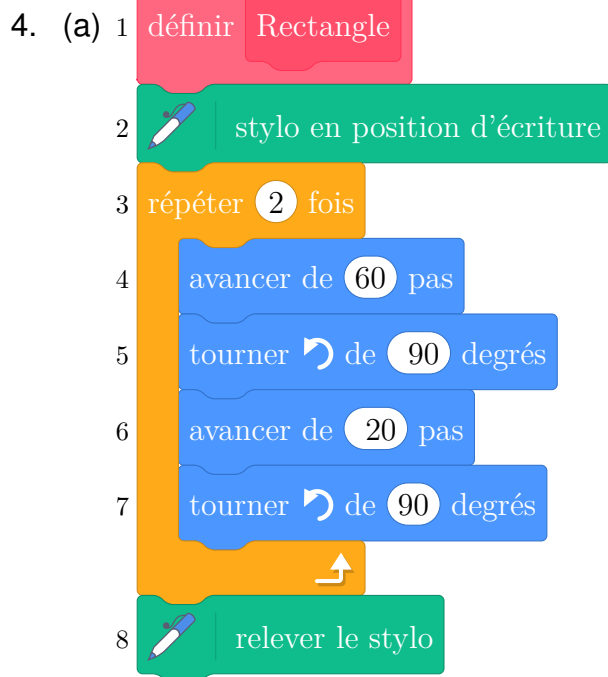 4. (a) 1 définir Rectangle
2 stylo en position d'écriture
3 répéter 2 fois
4 avancer de 60 pas
5 tourner de 90 degrés
6 avancer de 20 pas
7 tourner de 90 degrés
8 relever le stylo